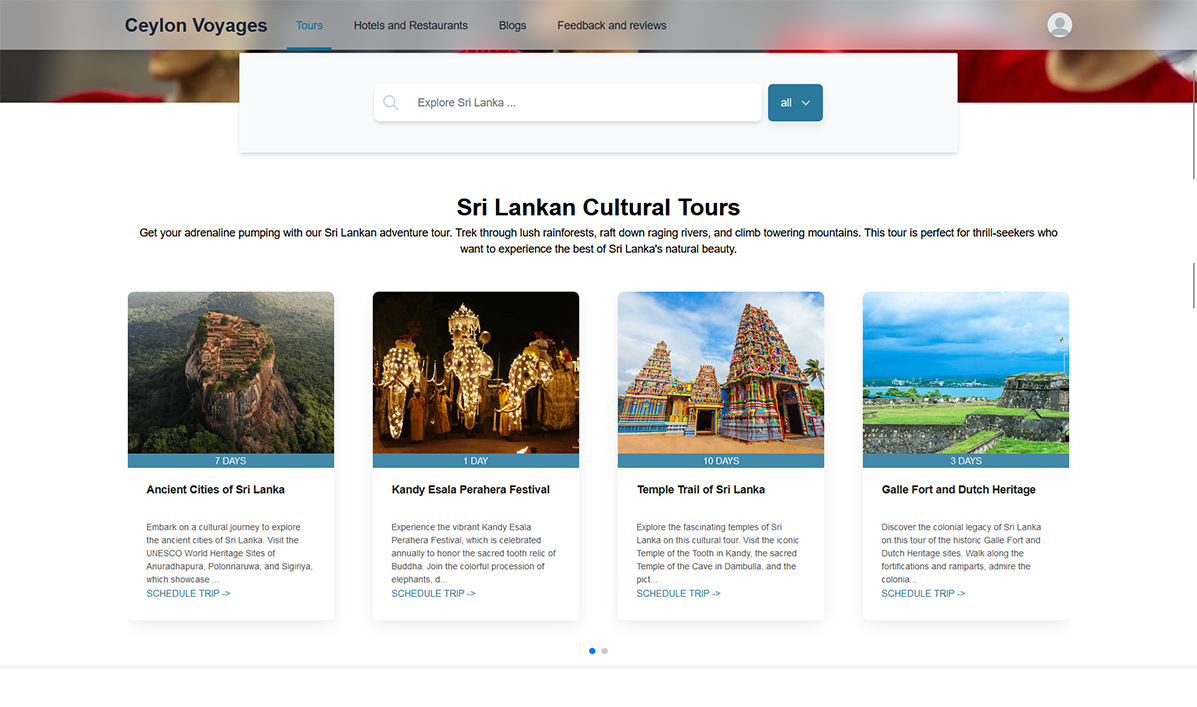 Ceylon Voyages Tours Hotels and Restaurants Blogs Feedback and reviews
Explore Sri Lanka ... all
Sri Lankan Cultural Tours
Get your adrenaline pumping with our Sri Lankan adventure tour. Trek through lush rainforests, raft down raging rivers, and climb towering mountains. This tour is perfect for thrill-seekers who
want to experience the best of Sri Lanka's natural beauty.
7 DAYS
Ancient Cities of Sri Lanka
Embark on a cultural journey to explore
the ancient cities of Sri Lanka. Visit the
UNESCO World Heritage Sites of
Anuradhapura, Polonnaruwa, and Sigiriya,
which showcase ...
SCHEDULE TRIP ->
1 DAY
Kandy Esala Perahera Festival
Experience the vibrant Kandy Esala
Perahera Festival, which is celebrated
annually to honor the sacred tooth relic of
Buddha. Join the colorful procession of
elephants, d...
SCHEDULE TRIP ->
10 DAYS
Temple Trail of Sri Lanka
Explore the fascinating temples of Sri
Lanka on this cultural tour. Visit the iconic
Temple of the Tooth in Kandy, the sacred
Temple of the Cave in Dambulla, and the
pict...
SCHEDULE TRIP ->
3 DAYS
Galle Fort and Dutch Heritage
Discover the colonial legacy of Sri Lanka
on this tour of the historic Galle Fort and
Dutch Heritage sites. Walk along the
fortifications and ramparts, admire the
colonia...
SCHEDULE TRIP ->